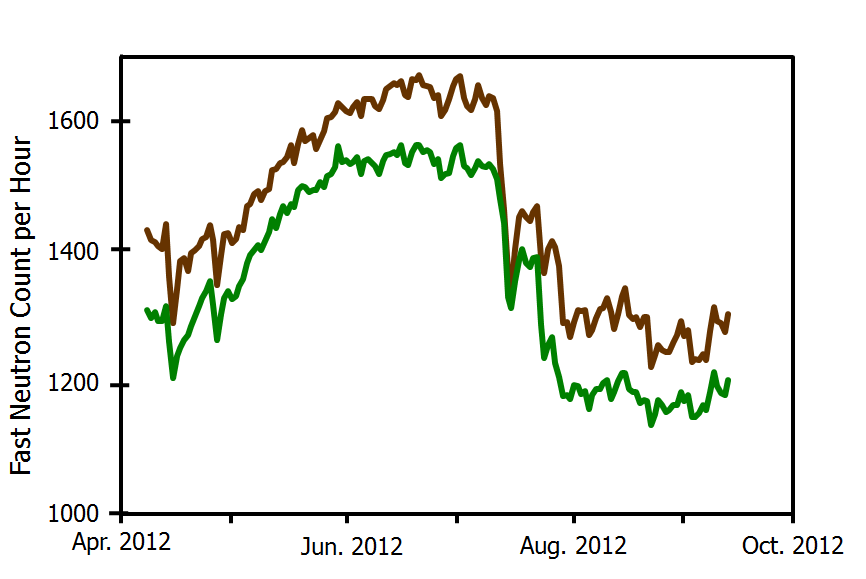 Fast Neutron Count per Hour
1600
1400
1200
1000
Apr. 2012
Jun. 2012
Aug. 2012
Oct. 2012